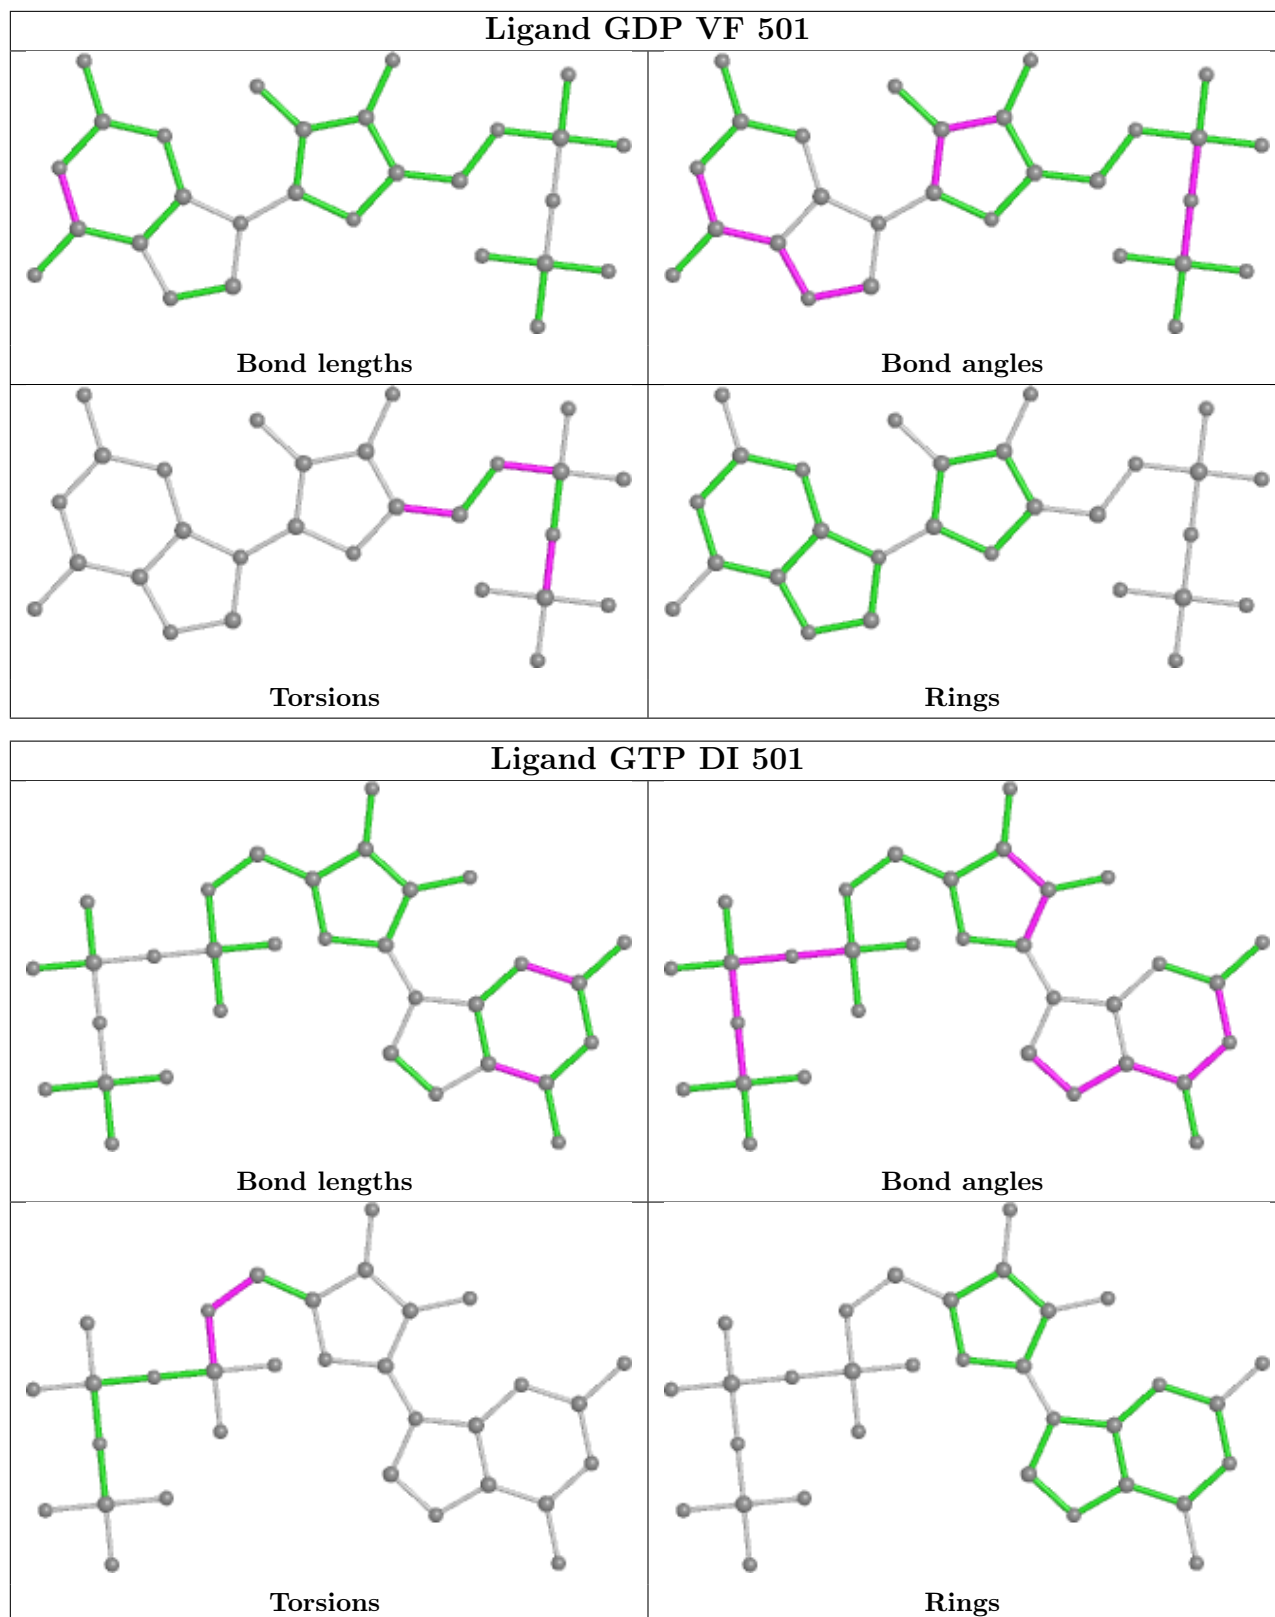 Ligand GDP VF 501
Bond lengths
Bond angles
Torsions
Rings
Ligand GTP DI 501
Bond lengths
Bond angles
Torsions
Rings